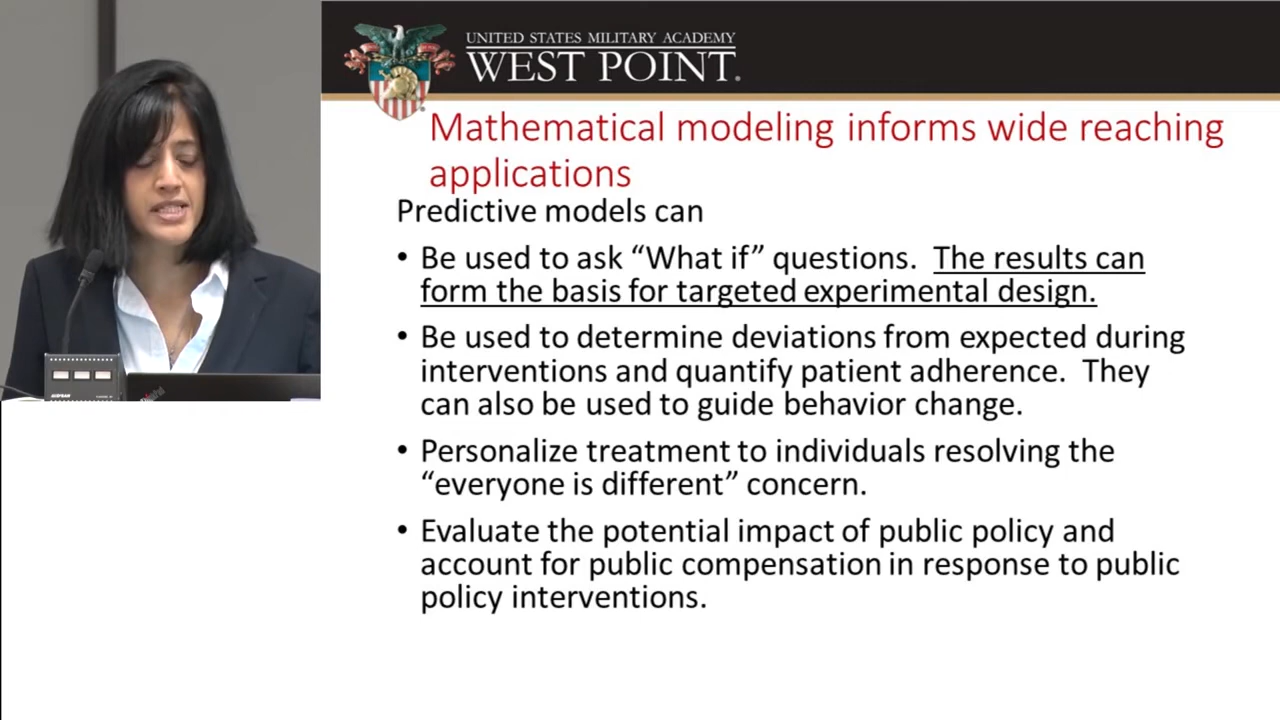 UNITED STATES MILITARY ACADEMY
WEST POINT.
Mathematical modeling informs wide reaching
applications
Predictive models can
• Be used to ask “What if” questions.  The results can
form the basis for targeted experimental design.
• Be used to determine deviations from expected during
interventions and quantify patient adherence.  They
can also be used to guide behavior change.
• Personalize treatment to individuals resolving the
“everyone is different” concern.
• Evaluate the potential impact of public policy and
account for public compensation in response to public
policy interventions.